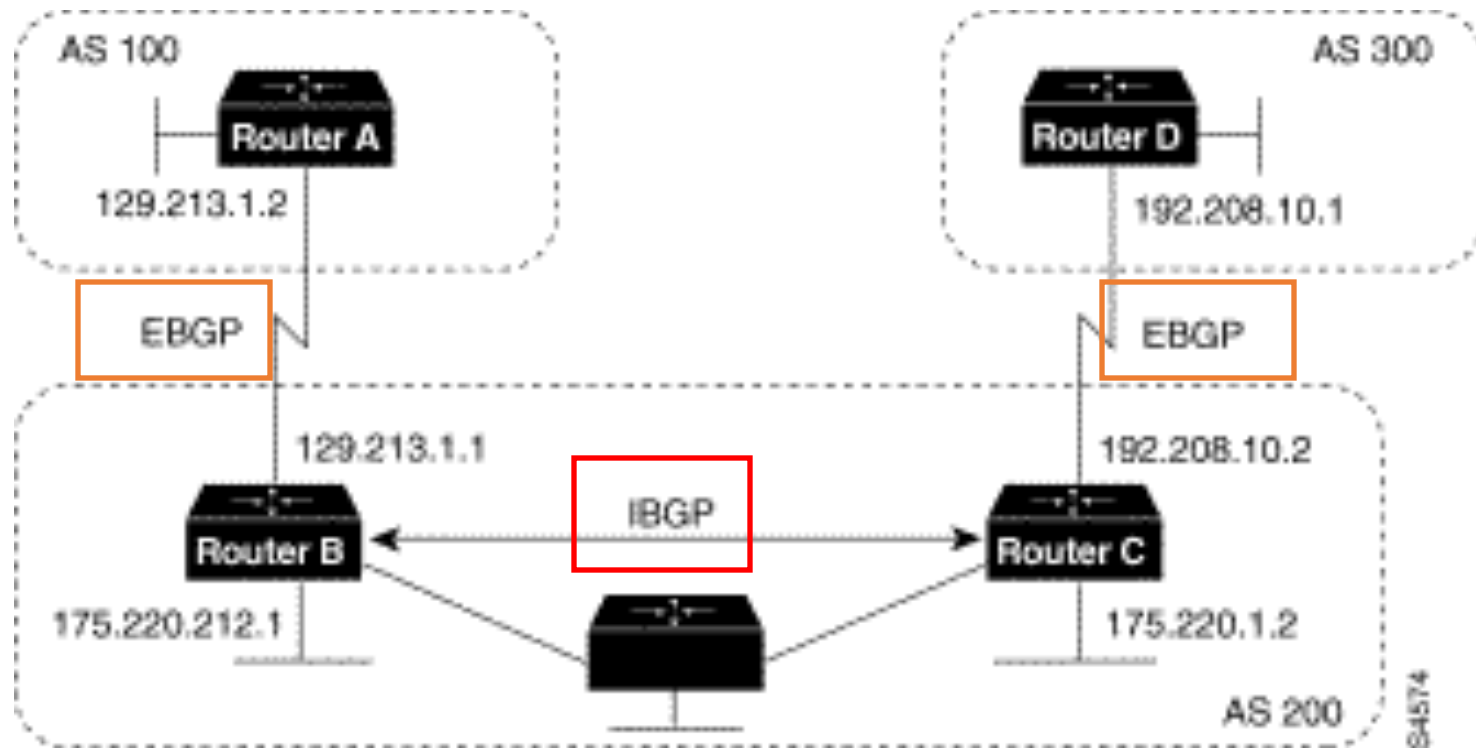 AS 100
AS 300
Router A
Router D
129.213.1.2
192.208.10.1
EBGP
EBGP
129.213.1.1
192.208.10.2
IBGP
Router B
Router C
175.220.212.1
175.220.1.2
AS 200
S4574